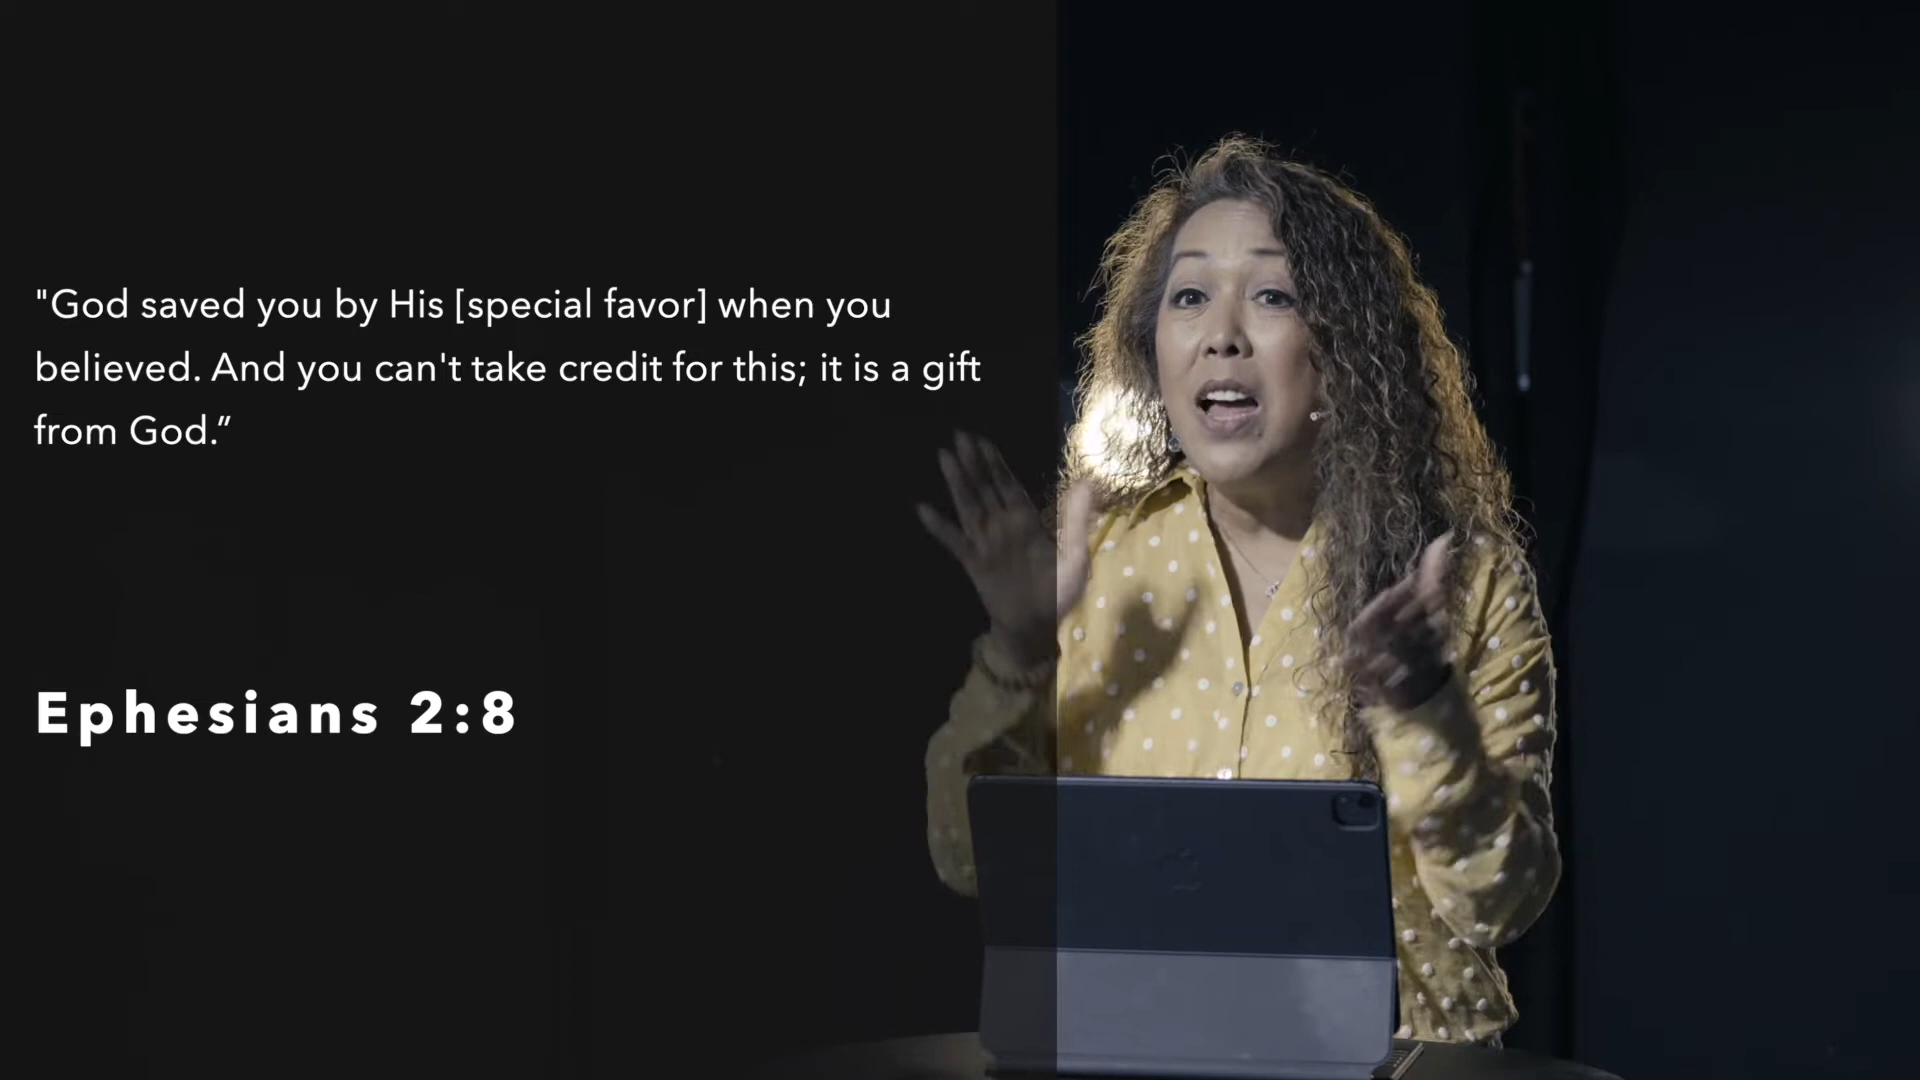 "God saved you by His [special favor] when you
believed. And you can't take credit for this; it is a gift
from God.”
Ephesians 2:8